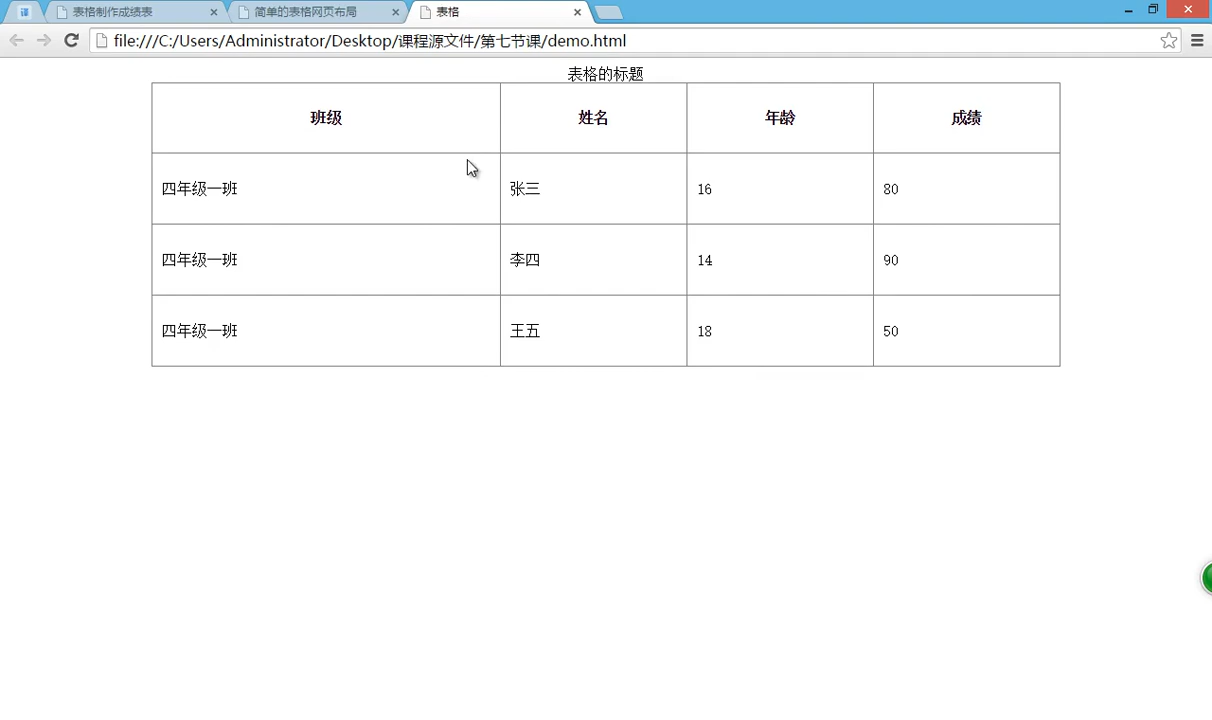 课
表格制作成绩表
简单的表格网页布局
表格
file:///C:/Users/Administrator/Desktop/课程源文件/第七节课/demo.html
表格的标题
班级 姓名 年龄 成绩
四年级一班 张三 16 80
四年级一班 李四 14 90
四年级一班 王五 18 50